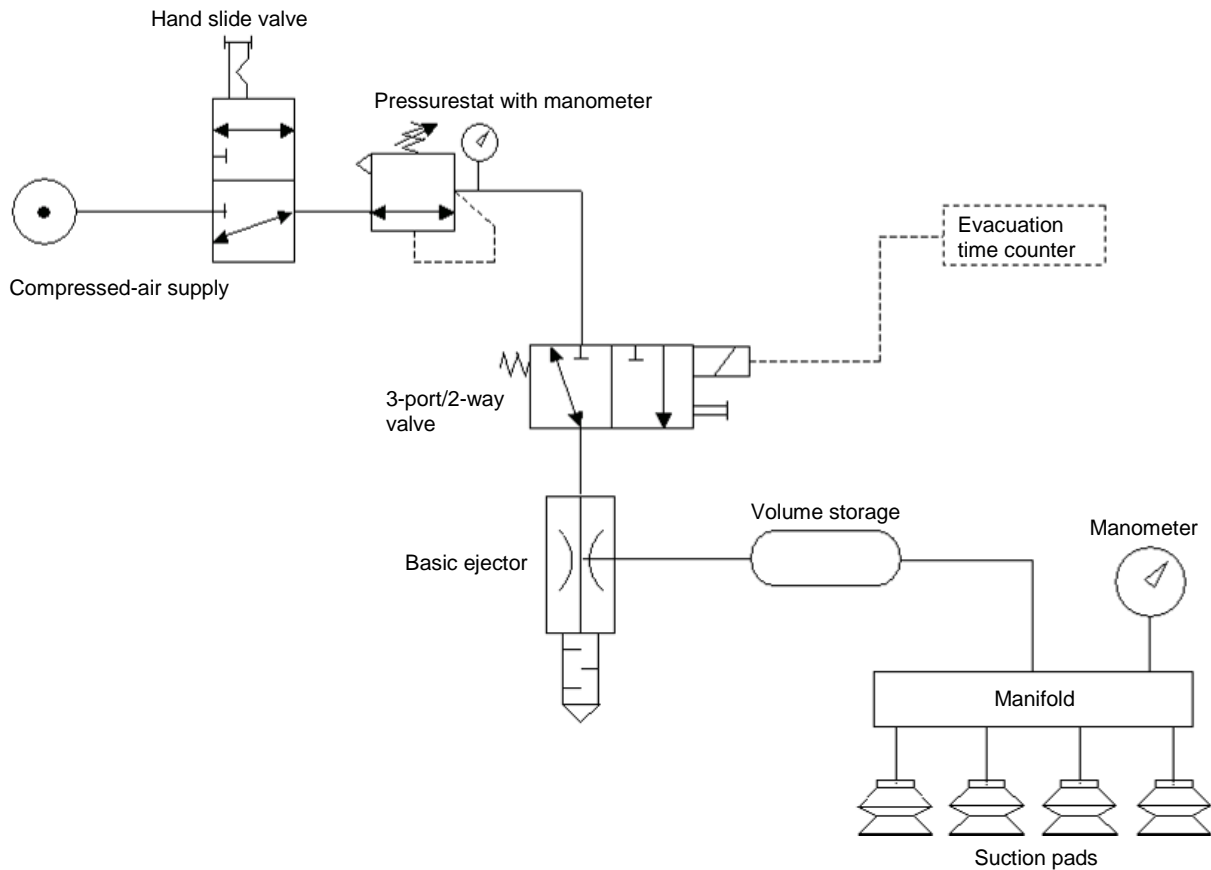 Hand slide valve
Pressurestat with manometer
Compressed-air supply
Evacuation
time counter
3-port/2-way
valve
Basic ejector
Volume storage
Manometer
Manifold
Suction pads